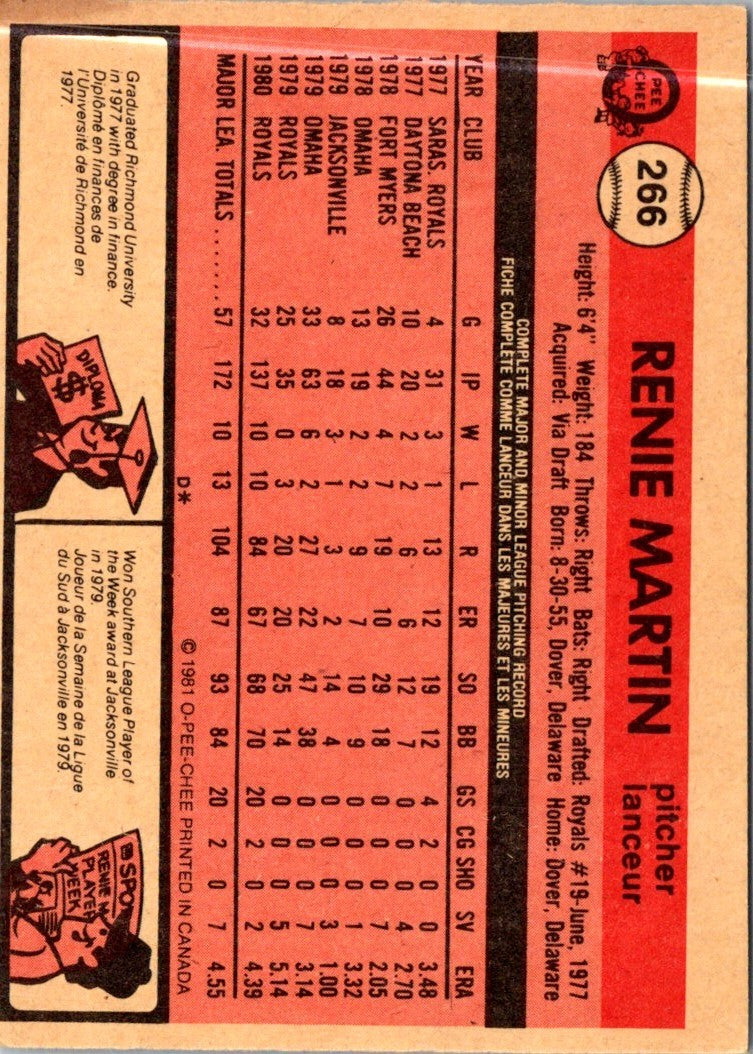 O PEE CHEE
266
RENIE MARTIN
pitcher
lanceur
Height: 6'4" Weight: 184 Throws: Right Bats: Right Drafted: Royals #19-June, 1977
Acquired: Via Draft Born: 8-30-55, Dover, Delaware Home: Dover, Delaware
COMPLETE MAJOR AND MINOR LEAGUE PITCHING RECORD
FICHE COMPLÈTE COMME LANCEUR DANS LES MAJEURES ET LES MINEURES
YEAR CLUB G IP W L R ER SO BB GS CG SHO SV ERA
1977 SARAS. ROYALS 4 31 3 1 13 12 19 12 4 2 0 0 3.48
1977 DAYTONA BEACH 10 20 2 2 6 6 12 7 0 0 0 4 2.70
1978 FORT MYERS 26 44 4 7 19 10 29 18 0 0 0 7 2.05
1978 OMAHA 13 19 2 2 9 7 10 9 0 0 0 1 3.32
1979 JACKSONVILLE 8 18 3 1 3 2 14 4 0 0 0 3 1.00
1979 OMAHA 33 63 6 6 27 22 47 38 0 0 0 7 3.14
1979 ROYALS 25 35 0 3 20 20 25 14 0 0 0 5 5.14
1980 ROYALS 32 137 10 10 84 67 68 70 20 2 0 2 4.39
MAJOR LEA. TOTALS ....... 57 172 10 13 104 87 93 84 20 2 0 7 4.55
D* © 1981 O-PEE-CHEE PRINTED IN CANADA
Graduated Richmond University
in 1977 with degree in finance.
Diplômé en finances de
l'Université de Richmond en
1977.
DIPLOMA
$
Won Southern League Player of
the Week award at Jacksonville
in 1979.
Joueur de la Semaine de la Ligue
du Sud à Jacksonville en 1979.
SPO
RENIE M
PLAYER
WEEK